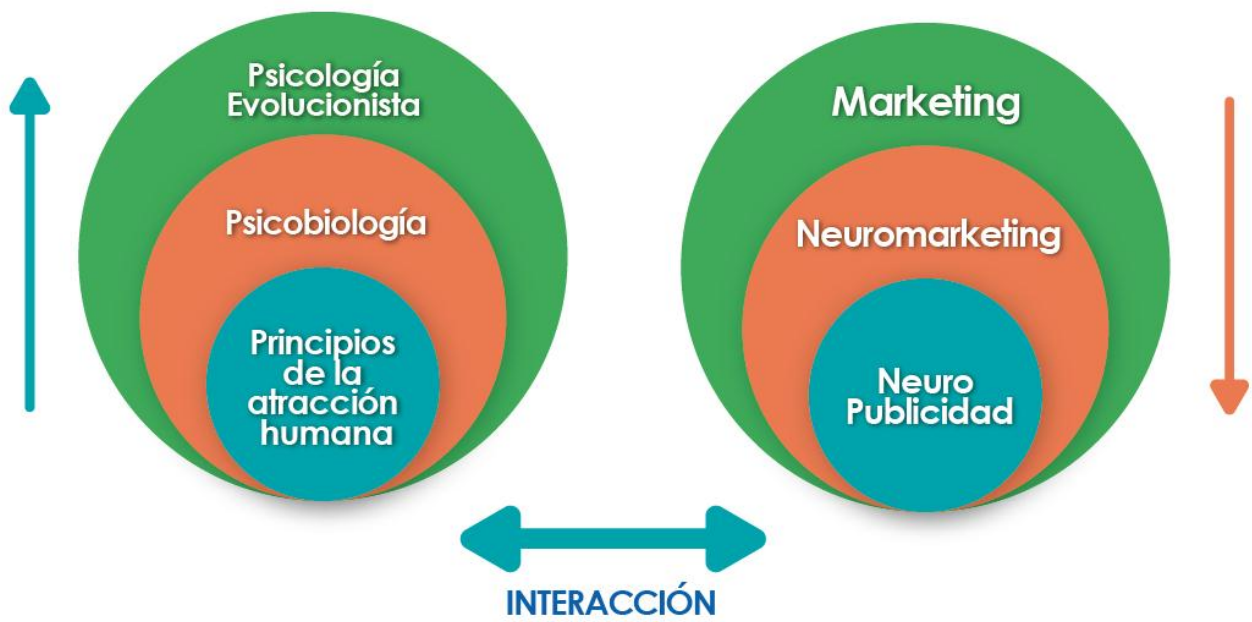 Psicología
Evolucionista
Psicobiología
Principios
de la
atracción
humana
Marketing
Neuromarketing
Neuro
Publicidad
INTERACCIÓN